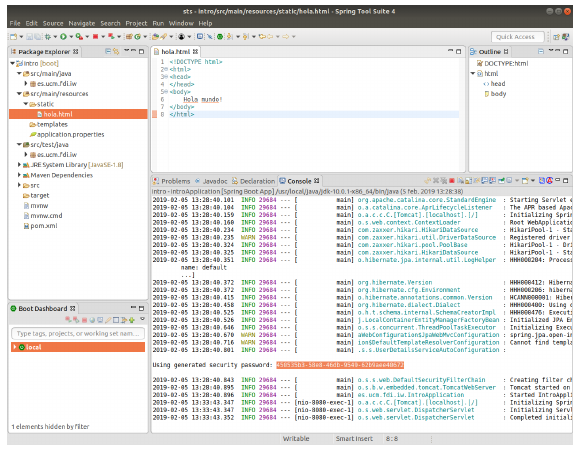 sts - intro/src/main/resources/static/hola.html - Spring Tool Suite 4
File Edit Source Navigate Search Project Run Window Help
Quick Access
Package Explorer
intro [boot]
src/main/java
es.ucm.fdi.iw
src/main/resources
static
hola.html
templates
application.properties
src/test/java
es.ucm.fdi.iw
JRE System Library [JavaSE-1.8]
Maven Dependencies
src
target
mvnw
mvnw.cmd
pom.xml
Boot Dashboard
Type tags, projects, or working set nam...
local
1 elements hidden by filter
hola.html
1 <!DOCTYPE html>
2 <html>
3 <head>
4 </head>
5 <body>
6 Hola mundo!
7 </body>
8 </html>
Outline
DOCTYPE:html
html
head
body
Problems Javadoc Declaration Console
intro - IntroApplication [Spring Boot App] /usr/local/java/jdk-10.0.1-x86_64/bin/java (5 feb. 2019 13:28:38)
2019-02-05 13:28:40.101 INFO 29684 --- [ main] org.apache.catalina.core.StandardEngine : Starting Servlet e
2019-02-05 13:28:40.104 INFO 29684 --- [ main] o.a.catalina.core.AprLifecycleListener : The APR based Apac
2019-02-05 13:28:40.159 INFO 29684 --- [ main] o.a.c.c.C.[Tomcat].[localhost].[/] : Initializing Sprin
2019-02-05 13:28:40.160 INFO 29684 --- [ main] o.s.web.context.ContextLoader : Root WebApplicatio
2019-02-05 13:28:40.234 INFO 29684 --- [ main] com.zaxxer.hikari.HikariDataSource : HikariPool-1 - Sta
2019-02-05 13:28:40.235 WARN 29684 --- [ main] com.zaxxer.hikari.util.DriverDataSource : Registered driver
2019-02-05 13:28:40.324 INFO 29684 --- [ main] com.zaxxer.hikari.pool.PoolBase : HikariPool-1 - Dri
2019-02-05 13:28:40.325 INFO 29684 --- [ main] com.zaxxer.hikari.HikariDataSource : HikariPool-1 - Sta
2019-02-05 13:28:40.351 INFO 29684 --- [ main] o.hibernate.jpa.internal.util.LogHelper : HHH000204: Process
name: default
...]
2019-02-05 13:28:40.372 INFO 29684 --- [ main] org.hibernate.Version : HHH000412: Hiberna
2019-02-05 13:28:40.372 INFO 29684 --- [ main] org.hibernate.cfg.Environment : HHH000206: hiberna
2019-02-05 13:28:40.415 INFO 29684 --- [ main] o.hibernate.annotations.common.Version : HCANN000001: Hiber
2019-02-05 13:28:40.458 INFO 29684 --- [ main] org.hibernate.dialect.Dialect : HHH000400: Using d
2019-02-05 13:28:40.525 INFO 29684 --- [ main] o.h.t.schema.internal.SchemaCreatorImpl : HHH000476: Executi
2019-02-05 13:28:40.526 INFO 29684 --- [ main] j.LocalContainerEntityManagerFactoryBean : Initialized JPA En
2019-02-05 13:28:40.646 INFO 29684 --- [ main] o.s.s.concurrent.ThreadPoolTaskExecutor : Initializing Execu
2019-02-05 13:28:40.670 WARN 29684 --- [ main] aWebConfiguration$JpaWebMvcConfiguration : spring.jpa.open-in
2019-02-05 13:28:40.716 WARN 29684 --- [ main] ion$DefaultTemplateResolverConfiguration : Cannot find templa
2019-02-05 13:28:40.801 INFO 29684 --- [ main] .s.s.UserDetailsServiceAutoConfiguration :
Using generated security password:
2019-02-05 13:28:40.843 INFO 29684 --- [ main] o.s.s.web.DefaultSecurityFilterChain : Creating filter ch
2019-02-05 13:28:40.895 INFO 29684 --- [ main] o.s.b.w.embedded.tomcat.TomcatWebServer : Tomcat started on
2019-02-05 13:28:40.896 INFO 29684 --- [ main] es.ucm.fdi.iw.IntroApplication : Started IntroAppli
2019-02-05 13:33:43.347 INFO 29684 --- [nio-8080-exec-1] o.a.c.c.C.[Tomcat].[localhost].[/] : Initializing Sprin
2019-02-05 13:33:43.347 INFO 29684 --- [nio-8080-exec-1] o.s.web.servlet.DispatcherServlet : Initializing Servl
2019-02-05 13:33:43.352 INFO 29684 --- [nio-8080-exec-1] o.s.web.servlet.DispatcherServlet : Completed initiali
Writable Smart Insert 8 : 8